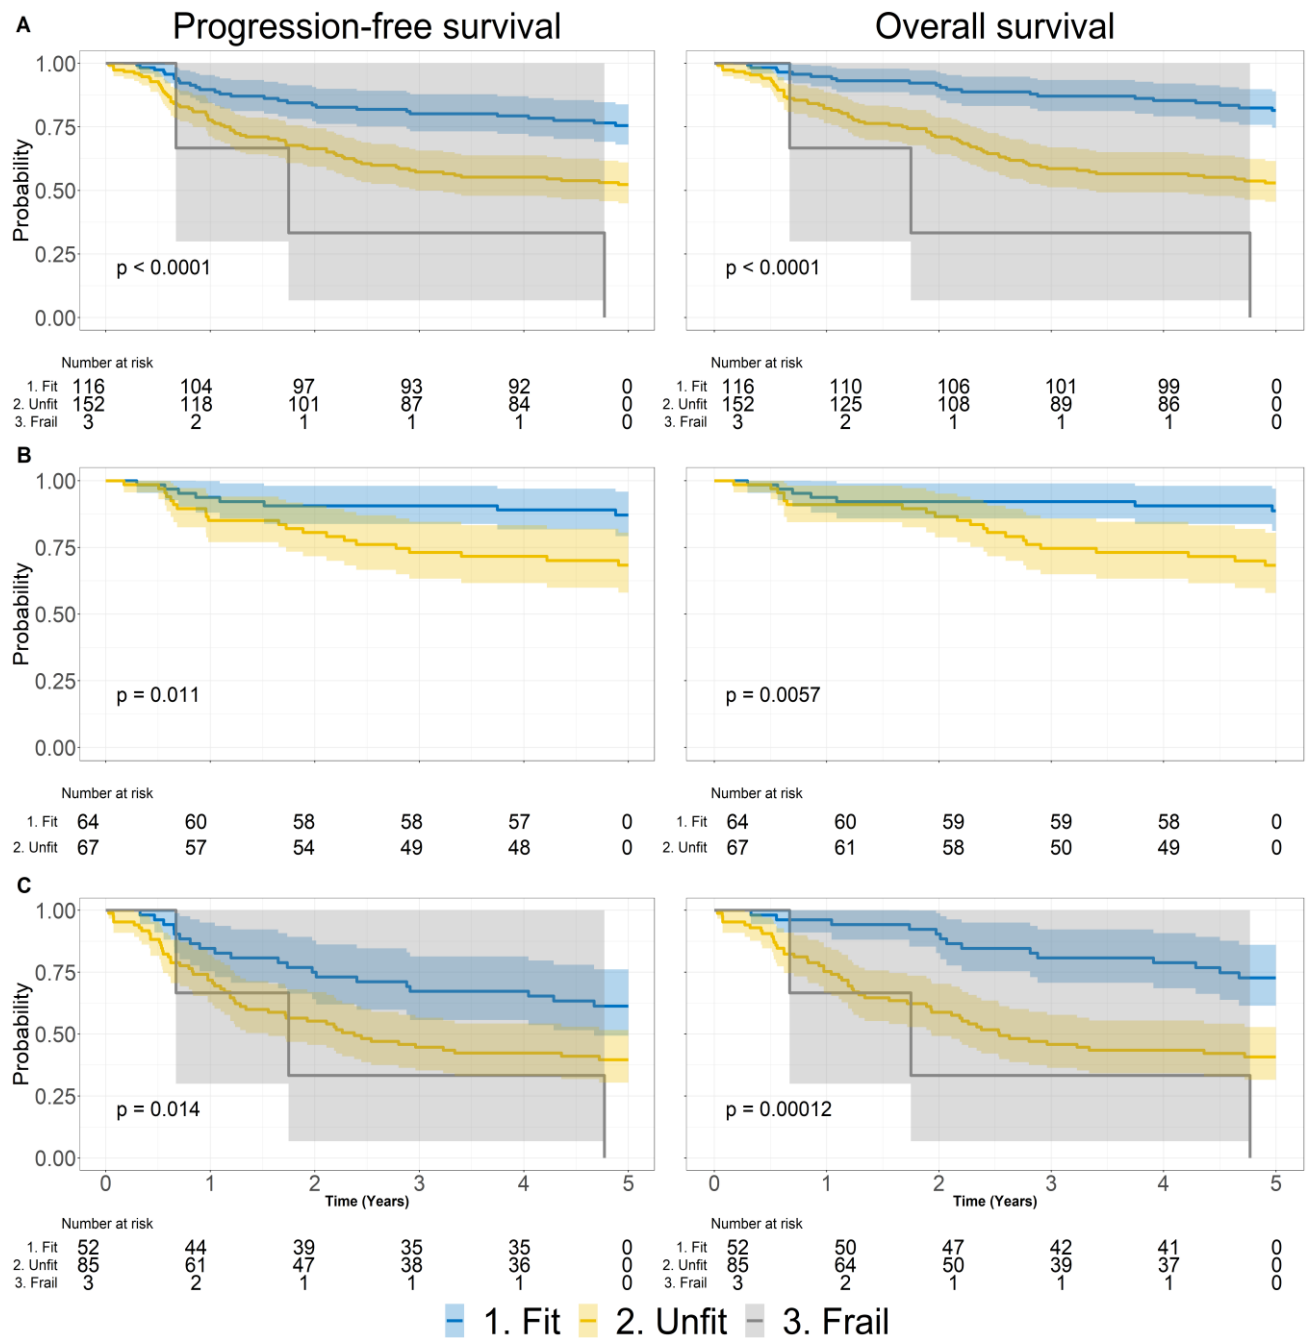 A
Progression-free survival
Overall survival
Probability
1.00
0.75
0.50
0.25
0.00
p < 0.0001
p < 0.0001
Number at risk
1. Fit 116 104 97 93 92 0
2. Unfit 152 118 101 87 84 0
3. Frail 3 2 1 1 1 0
Number at risk
1. Fit 116 110 106 101 99 0
2. Unfit 152 125 108 89 86 0
3. Frail 3 2 1 1 1 0
B
Probability
1.00
0.75
0.50
0.25
0.00
p = 0.011
p = 0.0057
Number at risk
1. Fit 64 60 58 58 57 0
2. Unfit 67 57 54 49 48 0
Number at risk
1. Fit 64 60 59 59 58 0
2. Unfit 67 61 58 50 49 0
C
Probability
1.00
0.75
0.50
0.25
0.00
p = 0.014
p = 0.00012
0 1 2 3 4 5
Time (Years)
0 1 2 3 4 5
Time (Years)
Number at risk
1. Fit 52 44 39 35 35 0
2. Unfit 85 61 47 38 36 0
3. Frail 3 2 1 1 1 0
Number at risk
1. Fit 52 50 47 42 41 0
2. Unfit 85 64 50 39 37 0
3. Frail 3 2 1 1 1 0
1. Fit 2. Unfit 3. Frail